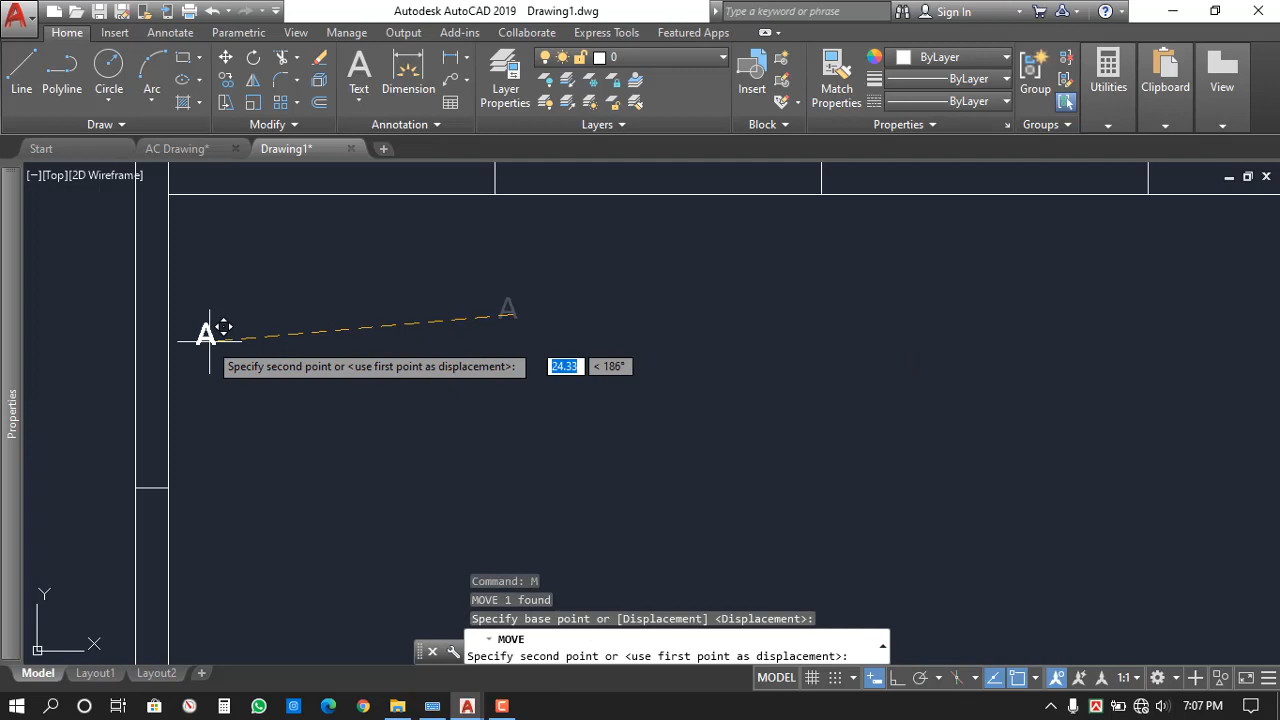 Autodesk AutoCAD 2019 Drawing1.dwg
Type a keyword or phrase
Sign In
Home Insert Annotate Parametric View Manage Output Add-ins Collaborate Express Tools Featured Apps
Line Polyline Circle Arc
Text Dimension
Layer Properties
0
Insert
Match Properties
ByLayer
ByLayer
ByLayer
Group
Utilities
Clipboard
View
Draw Modify Annotation Layers Block Properties Groups
Start AC Drawing* Drawing1*
[−][Top][2D Wireframe]
A
A
Specify second point or <use first point as displacement>: 24.33 < 186°
Properties
Y
X
Command: M
MOVE 1 found
Specify base point or [Displacement] <Displacement>:
MOVE
Specify second point or <use first point as displacement>:
Model Layout1 Layout2
MODEL
1:1
7:07 PM